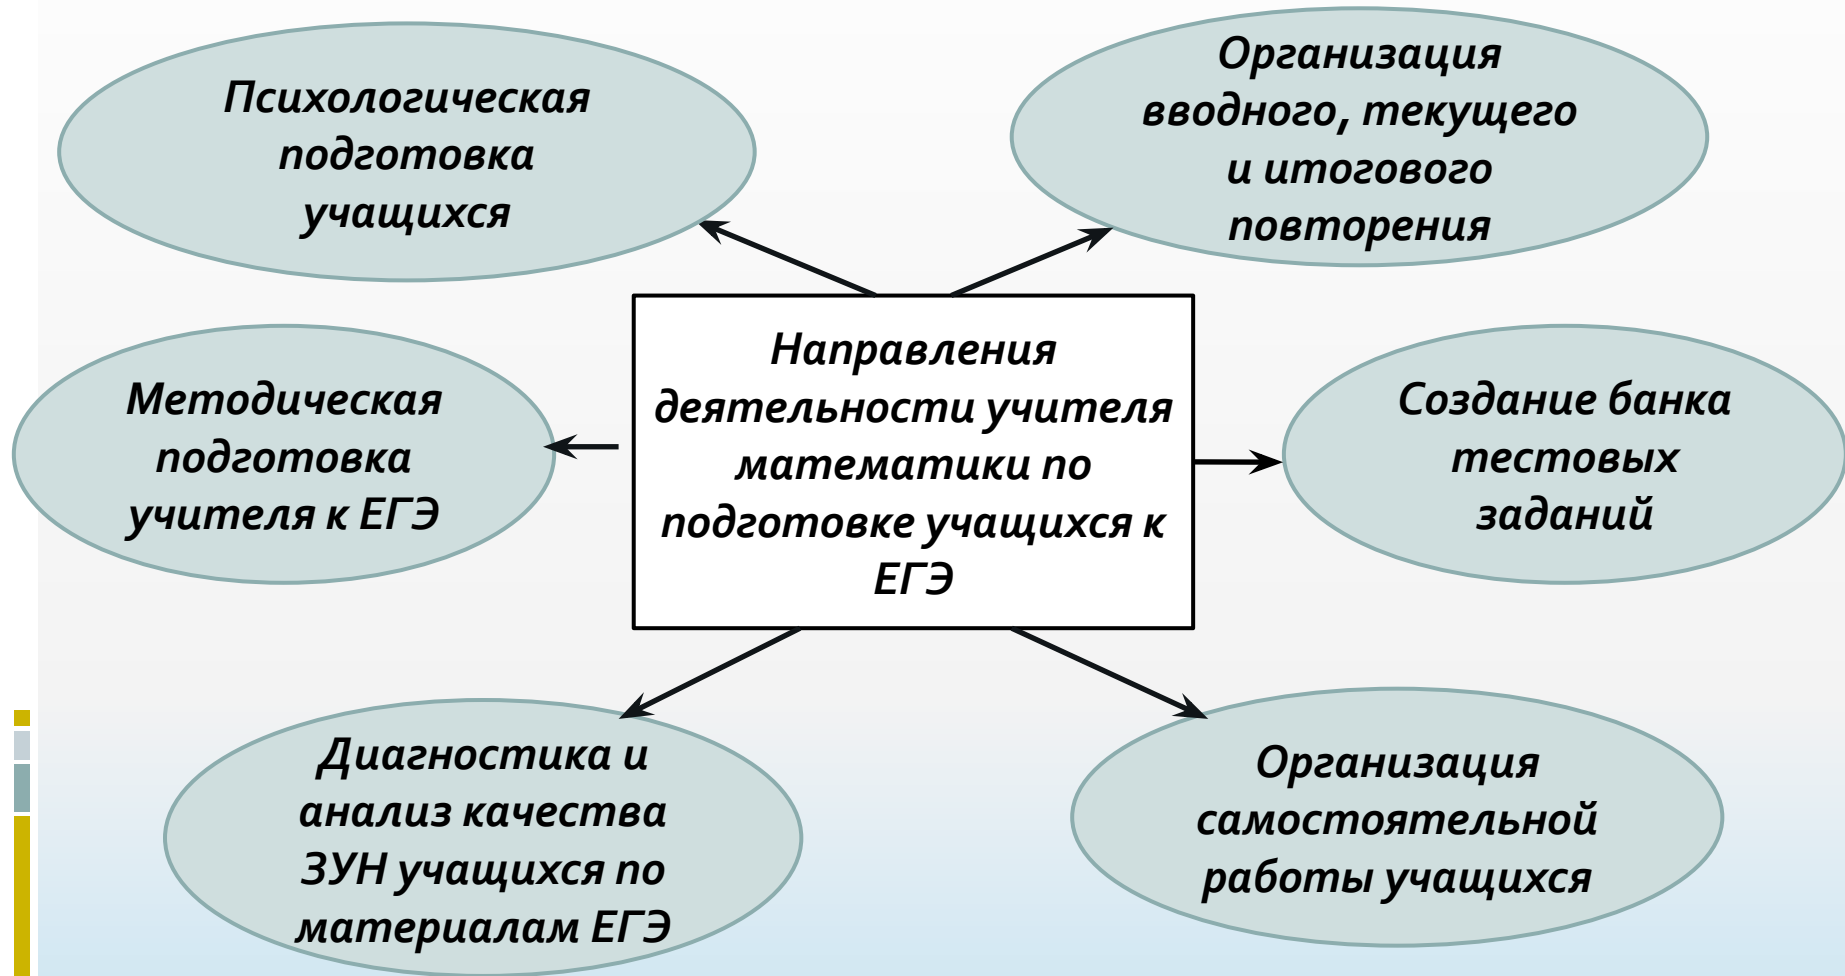 Психологическая
подготовка
учащихся
Организация
вводного, текущего
и итогового
повторения
Направления
деятельности учителя
математики по
подготовке учащихся к
ЕГЭ
Методическая
подготовка
учителя к ЕГЭ
Создание банка
тестовых
заданий
Диагностика и
анализ качества
ЗУН учащихся по
материалам ЕГЭ
Организация
самостоятельной
работы учащихся